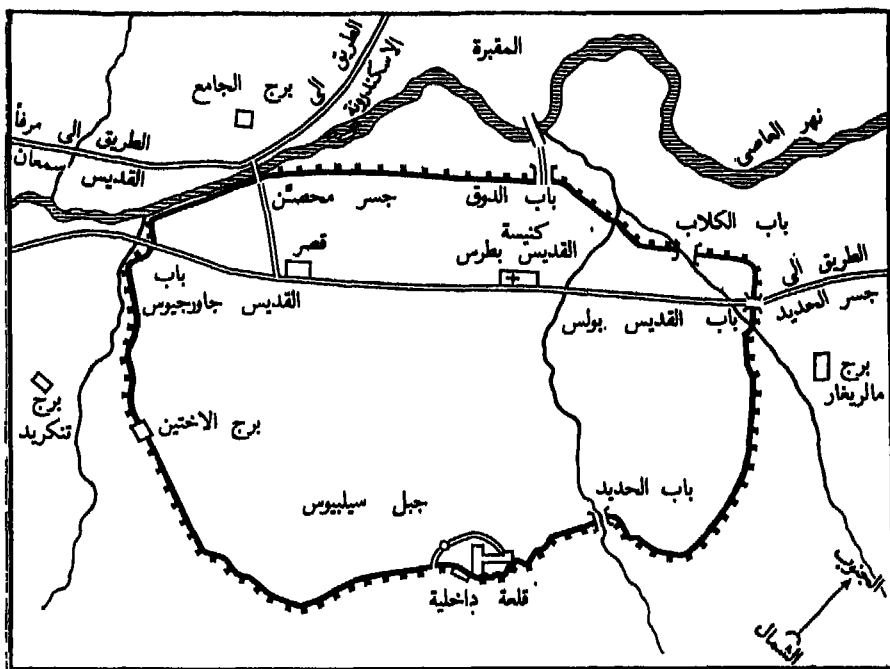 المقبرة
الطريق الى
الاسكندرونة
برج الجامع
نهر العاصي
الطريق الى مرفأ
القديس سمعان
باب الدوق
جسر محصّن
باب الكلاب
كنيسة
القديس بطرس
قصر
الطريق الى
جسر الحديد
باب
القديس جاورجيوس
باب القديس بولس
برج
مالريغار
برج
تنكريد
برج الاختين
باب الحديد
جبل سيلبيوس
قلعة داخلية
الجنوب
الشمال